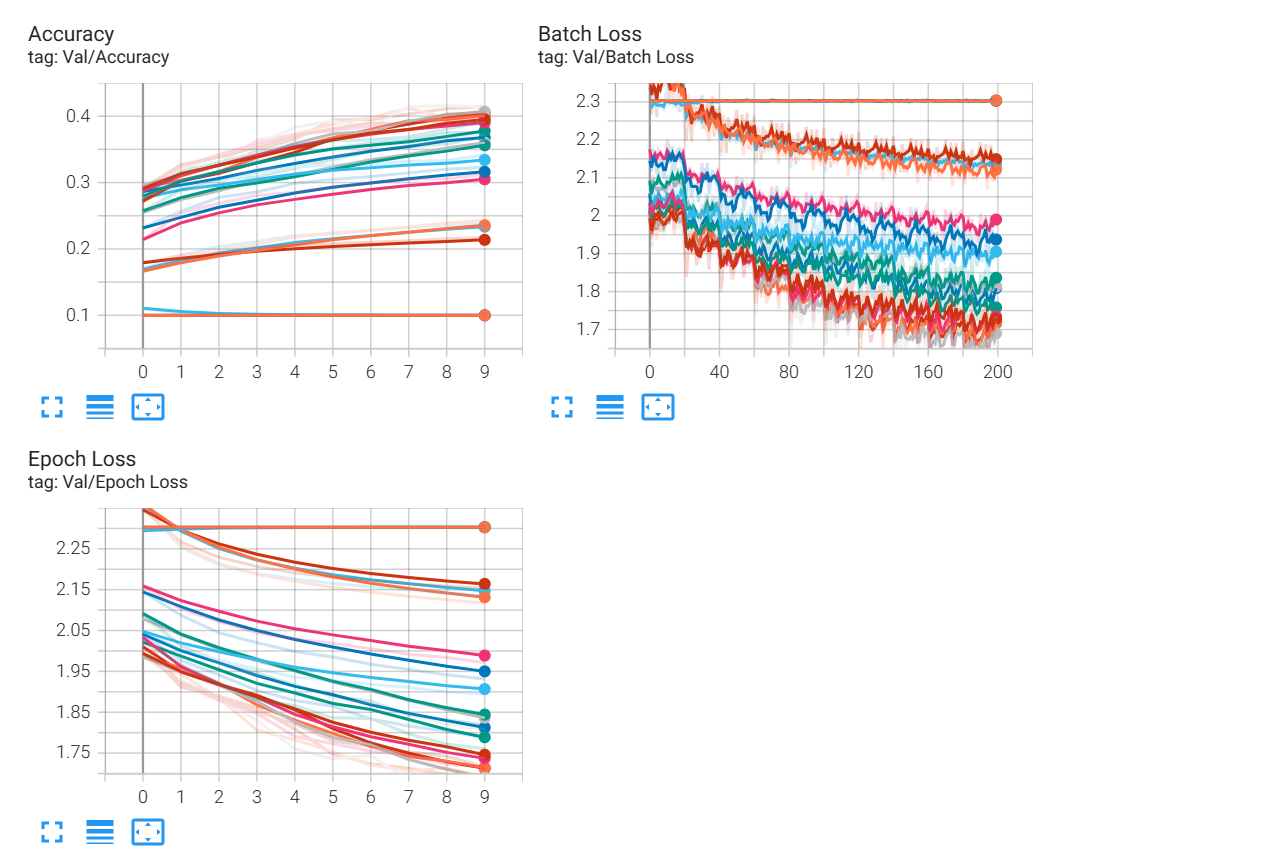 Accuracy
tag: Val/Accuracy
0.4
0.3
0.2
0.1
0 1 2 3 4 5 6 7 8 9
Batch Loss
tag: Val/Batch Loss
2.3
2.2
2.1
2
1.9
1.8
1.7
0 40 80 120 160 200
Epoch Loss
tag: Val/Epoch Loss
2.25
2.15
2.05
1.95
1.85
1.75
0 1 2 3 4 5 6 7 8 9